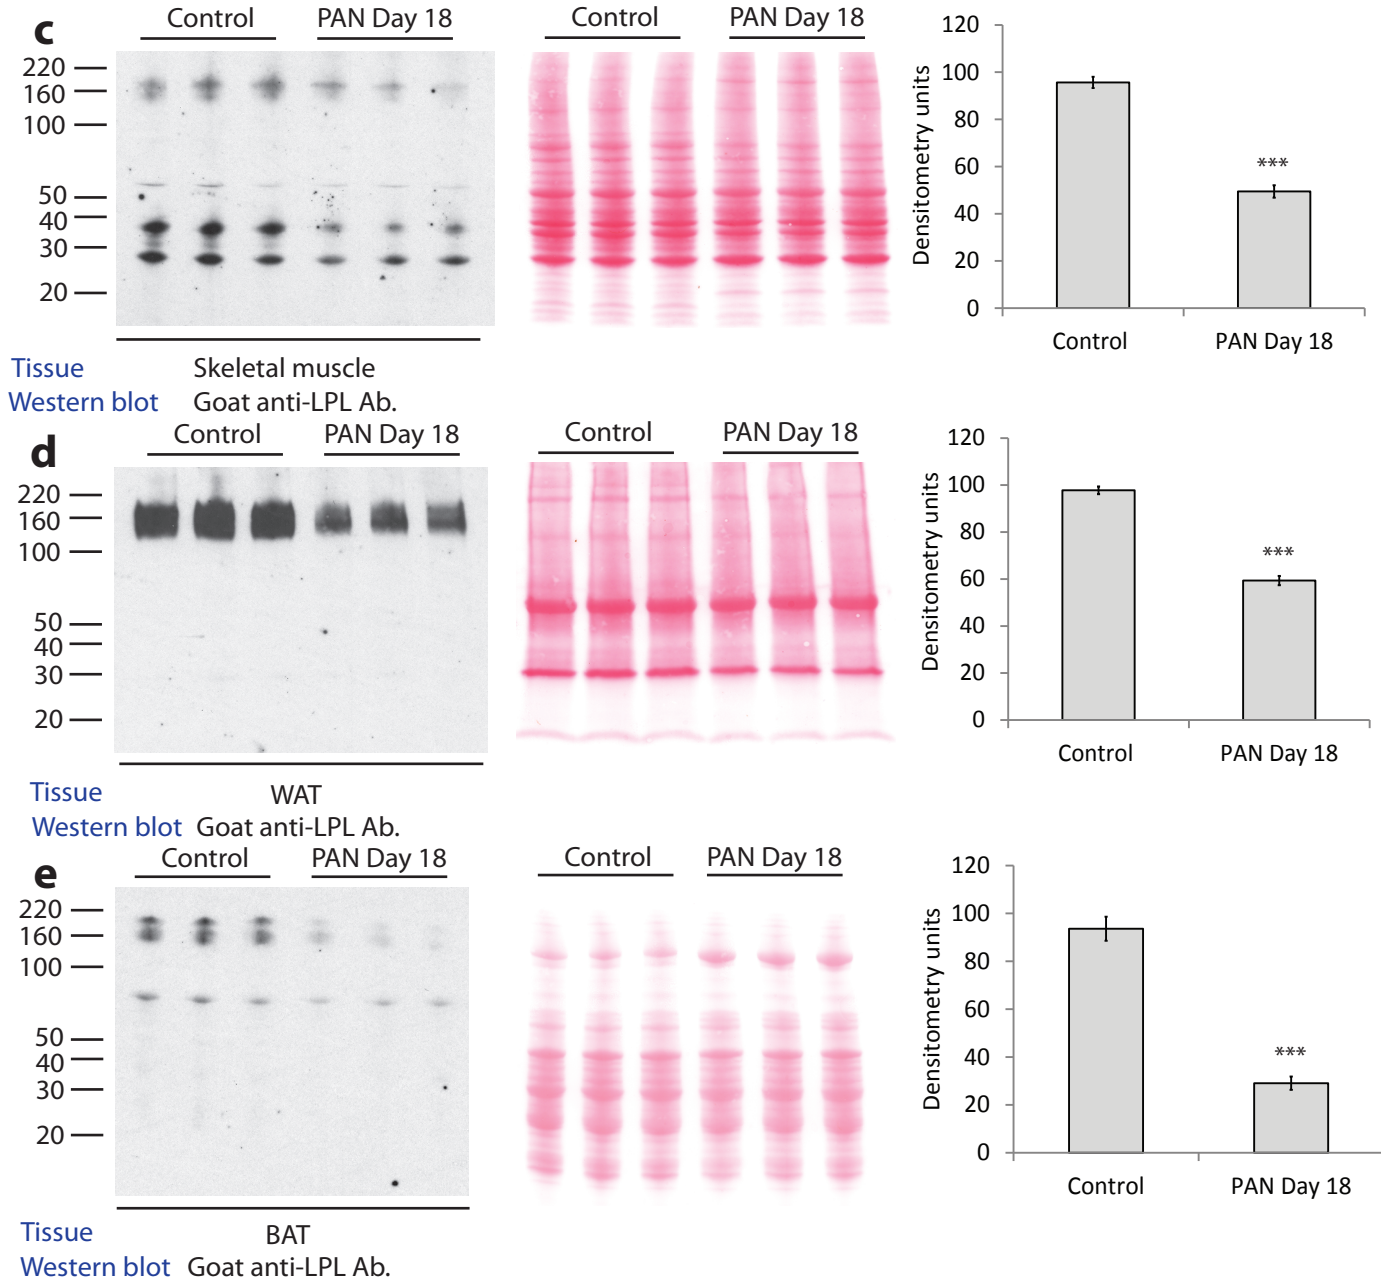 c
Control PAN Day 18
220
160
100
50
40
30
20
Control PAN Day 18
120
100
80
60
40
20
0
Densitometry units
***
Control PAN Day 18
Tissue Skeletal muscle
Western blot Goat anti-LPL Ab.
d
Control PAN Day 18
220
160
100
50
40
30
20
Control PAN Day 18
120
100
80
60
40
20
0
Densitometry units
***
Control PAN Day 18
Tissue WAT
Western blot Goat anti-LPL Ab.
e
Control PAN Day 18
220
160
100
50
40
30
20
Control PAN Day 18
120
100
80
60
40
20
0
Densitometry units
***
Control PAN Day 18
Tissue BAT
Western blot Goat anti-LPL Ab.